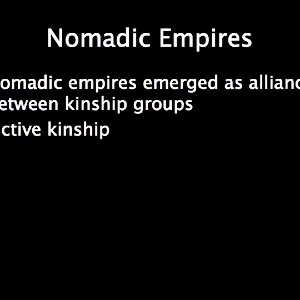 Nomadic Empires
omadic empires emerged as allianc
etween kinship groups
ctive kinship